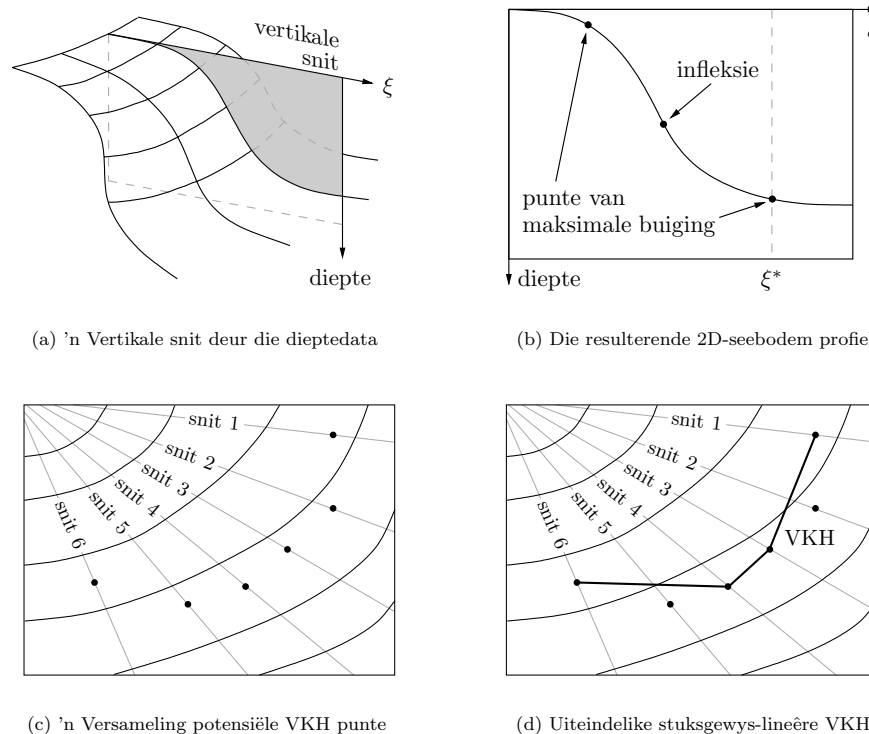 vertikale
snit
ξ
diepte
(a) 'n Vertikale snit deur die dieptedata
infleksie
punte van
maksimale buiging
diepte
ξ*
(b) Die resulterende 2D-seebodem profiel
snit 1
snit 2
snit 3
snit 4
snit 5
snit 6
(c) 'n Versameling potensiële VKH punte
snit 1
snit 2
snit 3
snit 4
snit 5
snit 6
VKH
(d) Uiteindelike stuksgewys-lineêre VKH